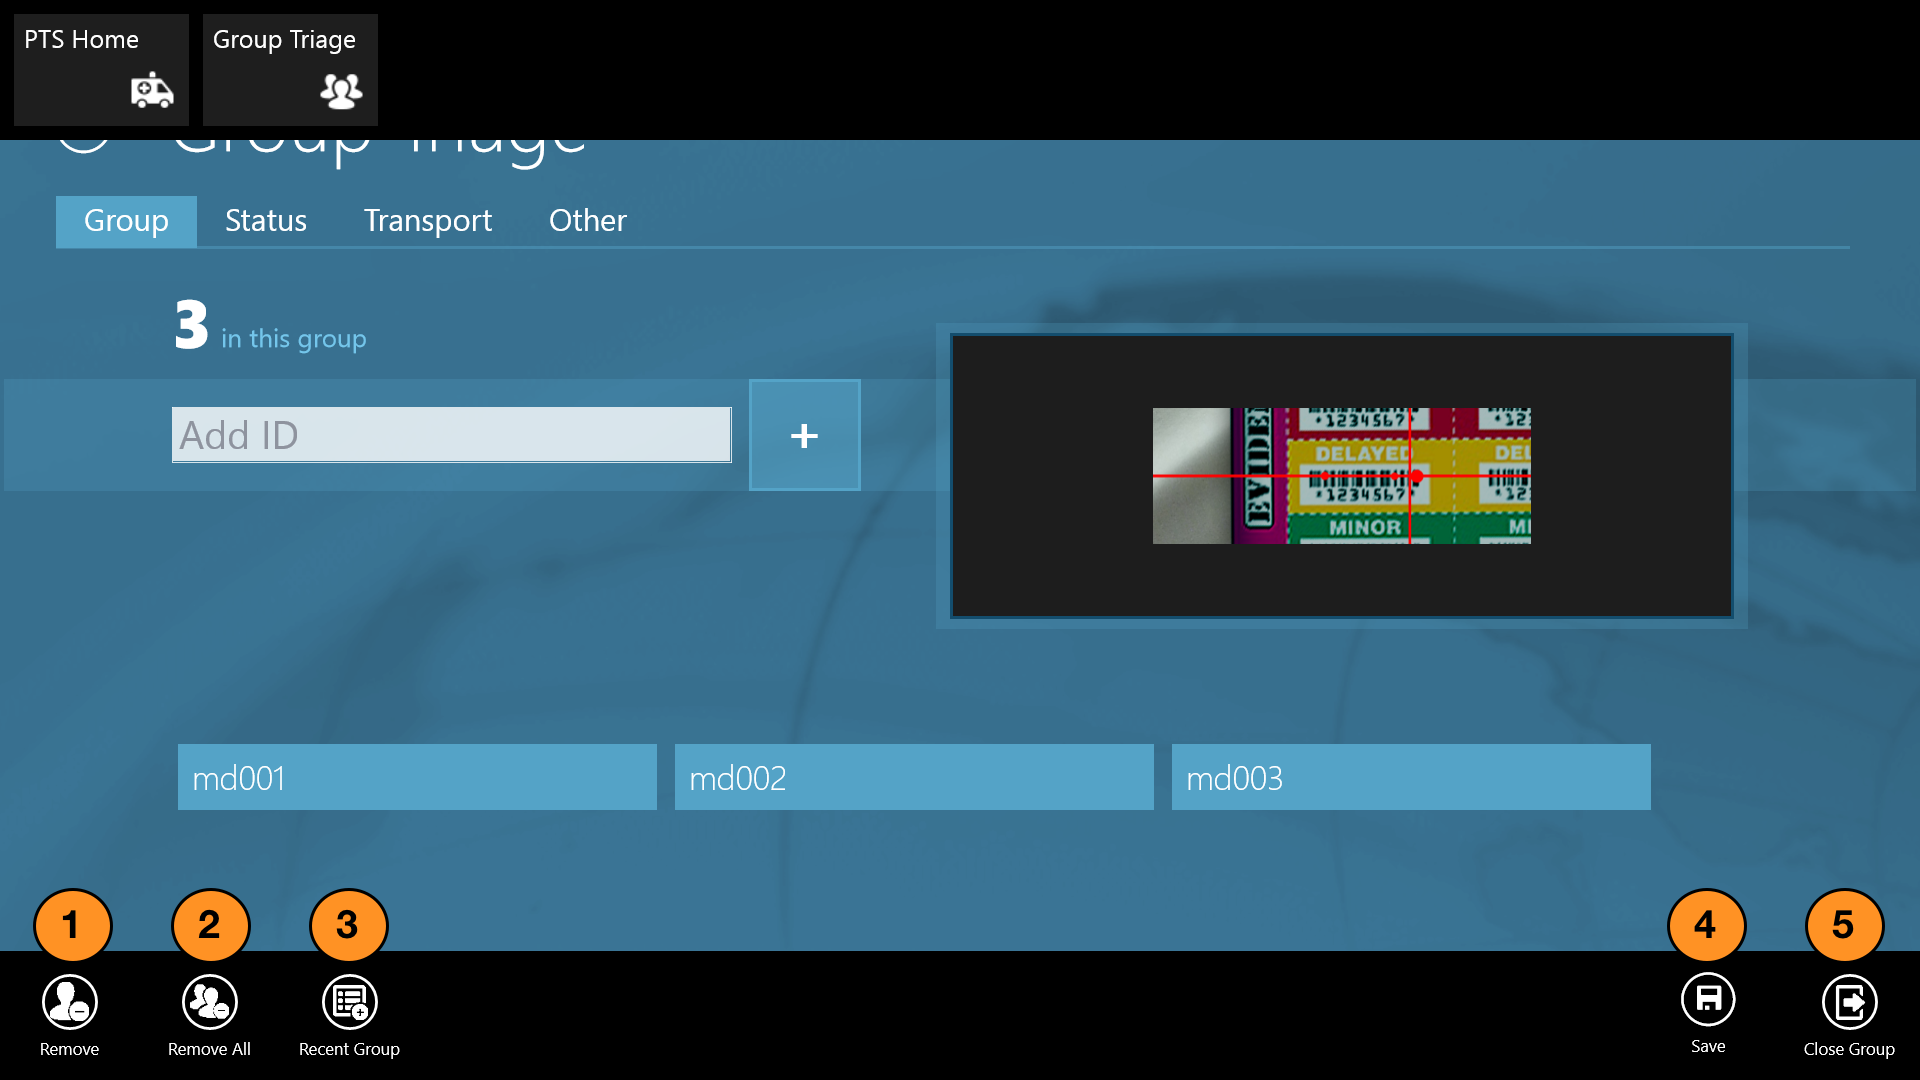 PTS Home
Group Triage
Group Triage
Group Status Transport Other
3 in this group
Add ID
+
*1234567*
EVIDEN
DELAYED DEL
*1234567* *12
MINOR MI
md001 md002 md003
1 2 3 4 5
Remove Remove All Recent Group Save Close Group